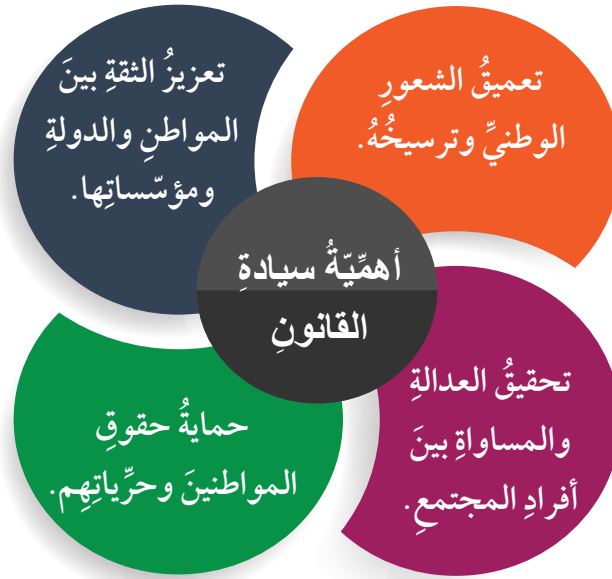 تعميقُ الشعورِ
الوطنيِّ وترسيخُهُ.
تعزيزُ الثقةِ بينَ
المواطنِ والدولةِ
ومؤسّساتِها.
أهمِّيّةُ سيادةِ
القانونِ
تحقيقُ العدالةِ
والمساواةِ بينَ
أفرادِ المجتمعِ.
حمايةُ حقوقِ
المواطنينَ وحرِّياتِهِم.